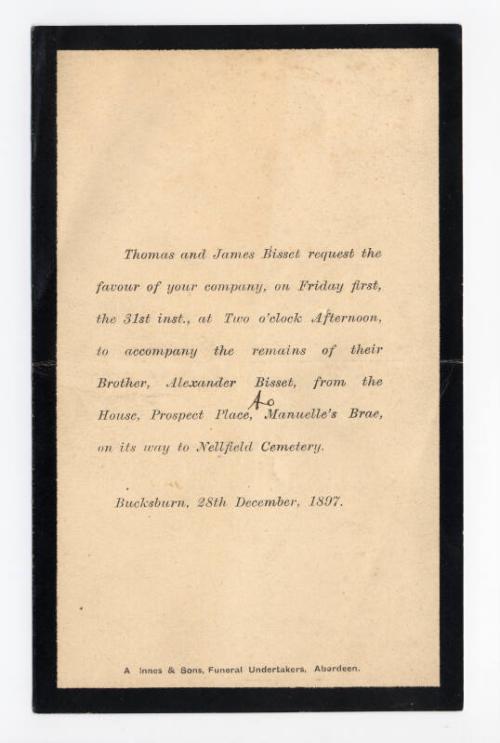 Thomas and James Bisset request the
favour of your company, on Friday first,
the 31st inst., at Two o'clock Afternoon,
to accompany the remains of their
Brother, Alexander Bisset, from the
to
House, Prospect Place, Manuelle's Brae,
on its way to Nellfield Cemetery.
Bucksburn, 28th December, 1897.
A Innes & Sons, Funeral Undertakers, Aberdeen.